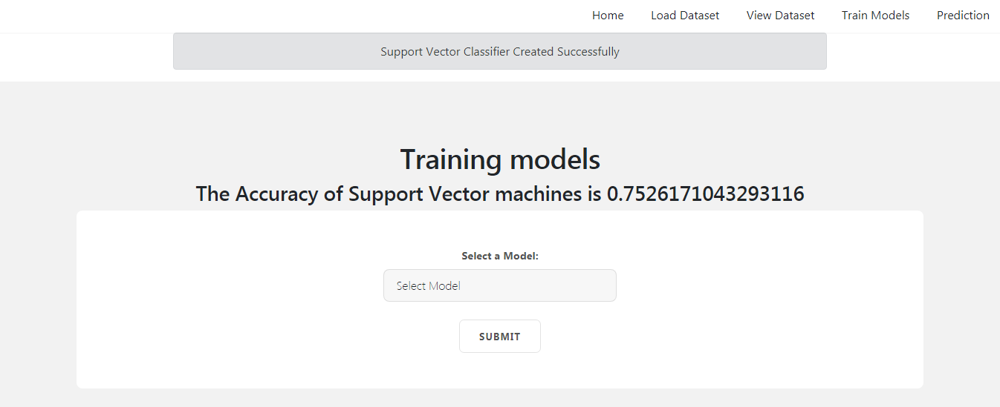 Home Load Dataset View Dataset Train Models Prediction
Support Vector Classifier Created Successfully
Training models
The Accuracy of Support Vector machines is 0.7526171043293116
Select a Model:
Select Model
SUBMIT